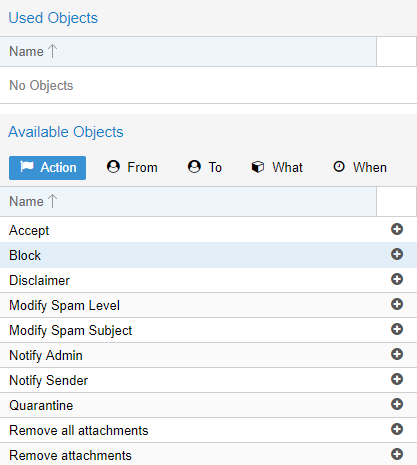 Used Objects
Name
No Objects
Available Objects
Action From To What When
Name
Accept
Block
Disclaimer
Modify Spam Level
Modify Spam Subject
Notify Admin
Notify Sender
Quarantine
Remove all attachments
Remove attachments